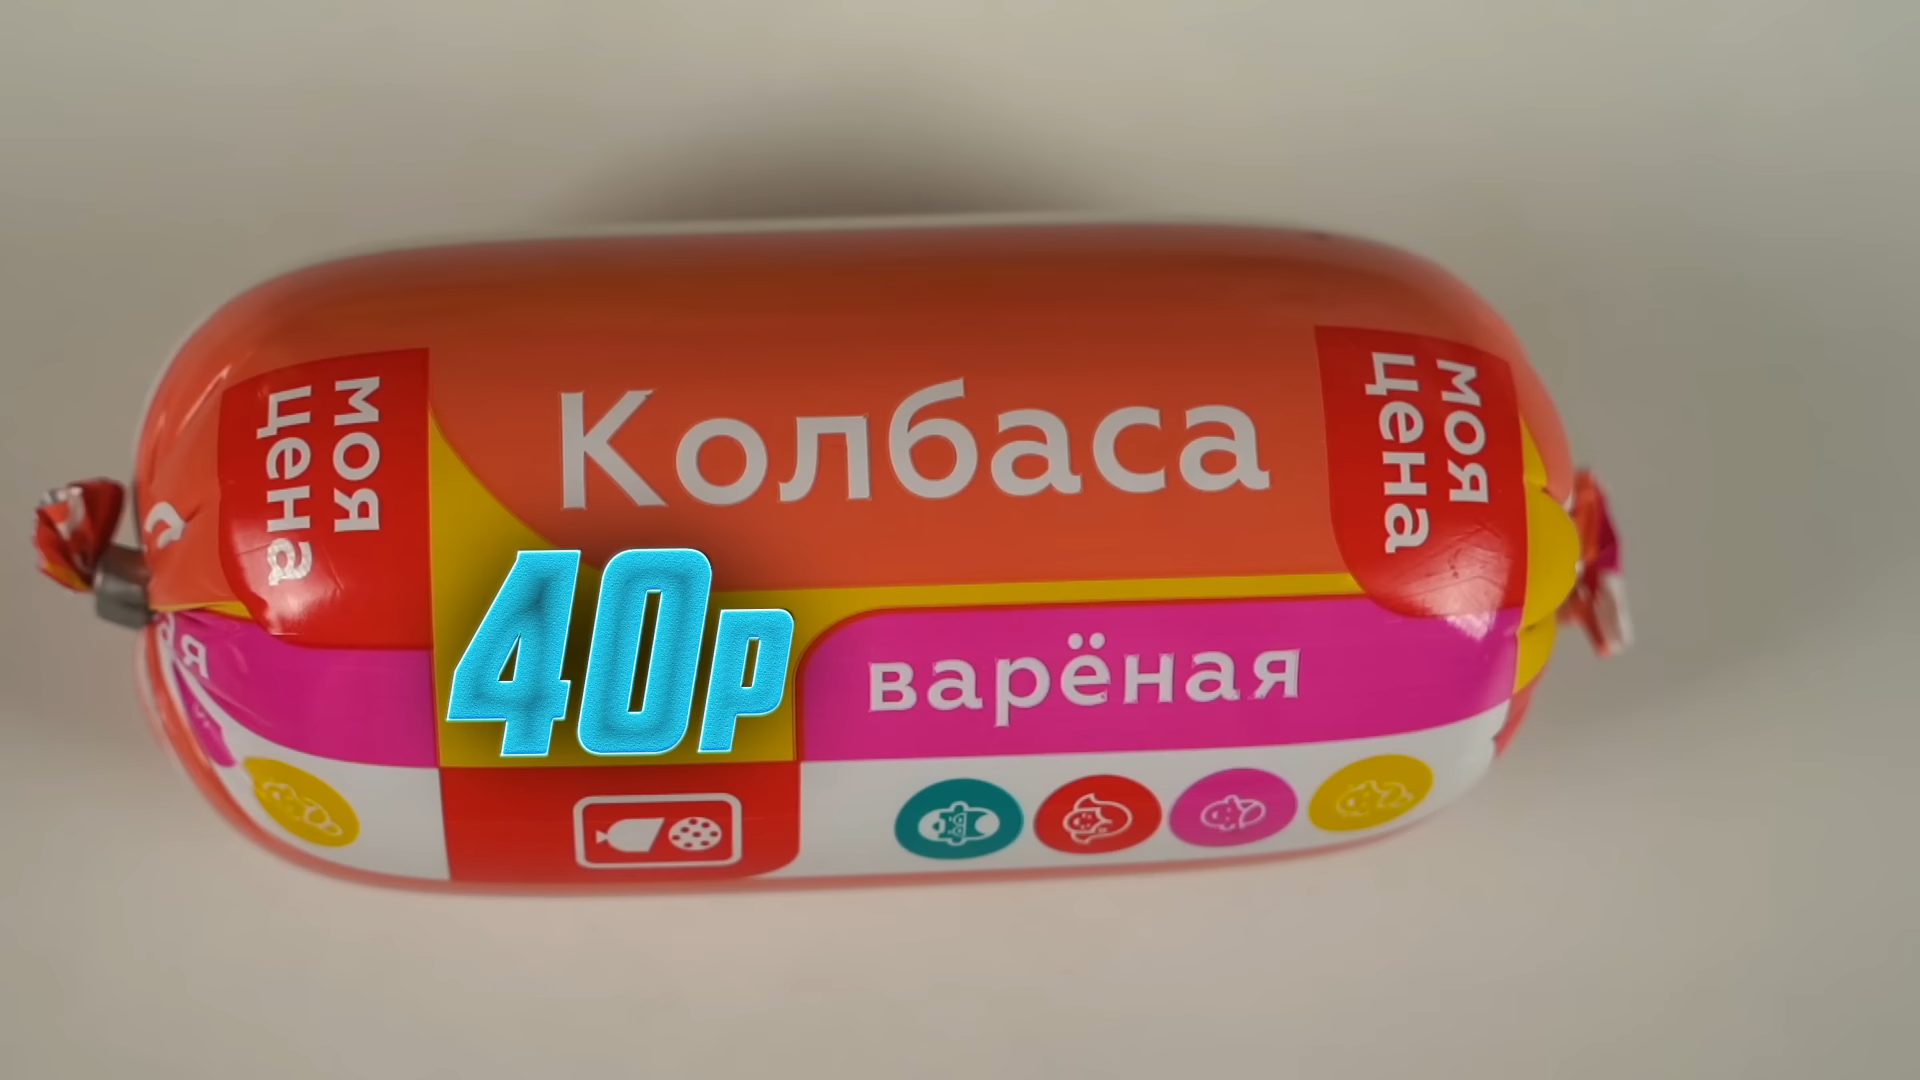 моя
цена
Колбаса
моя
цена
40р
варёная
я